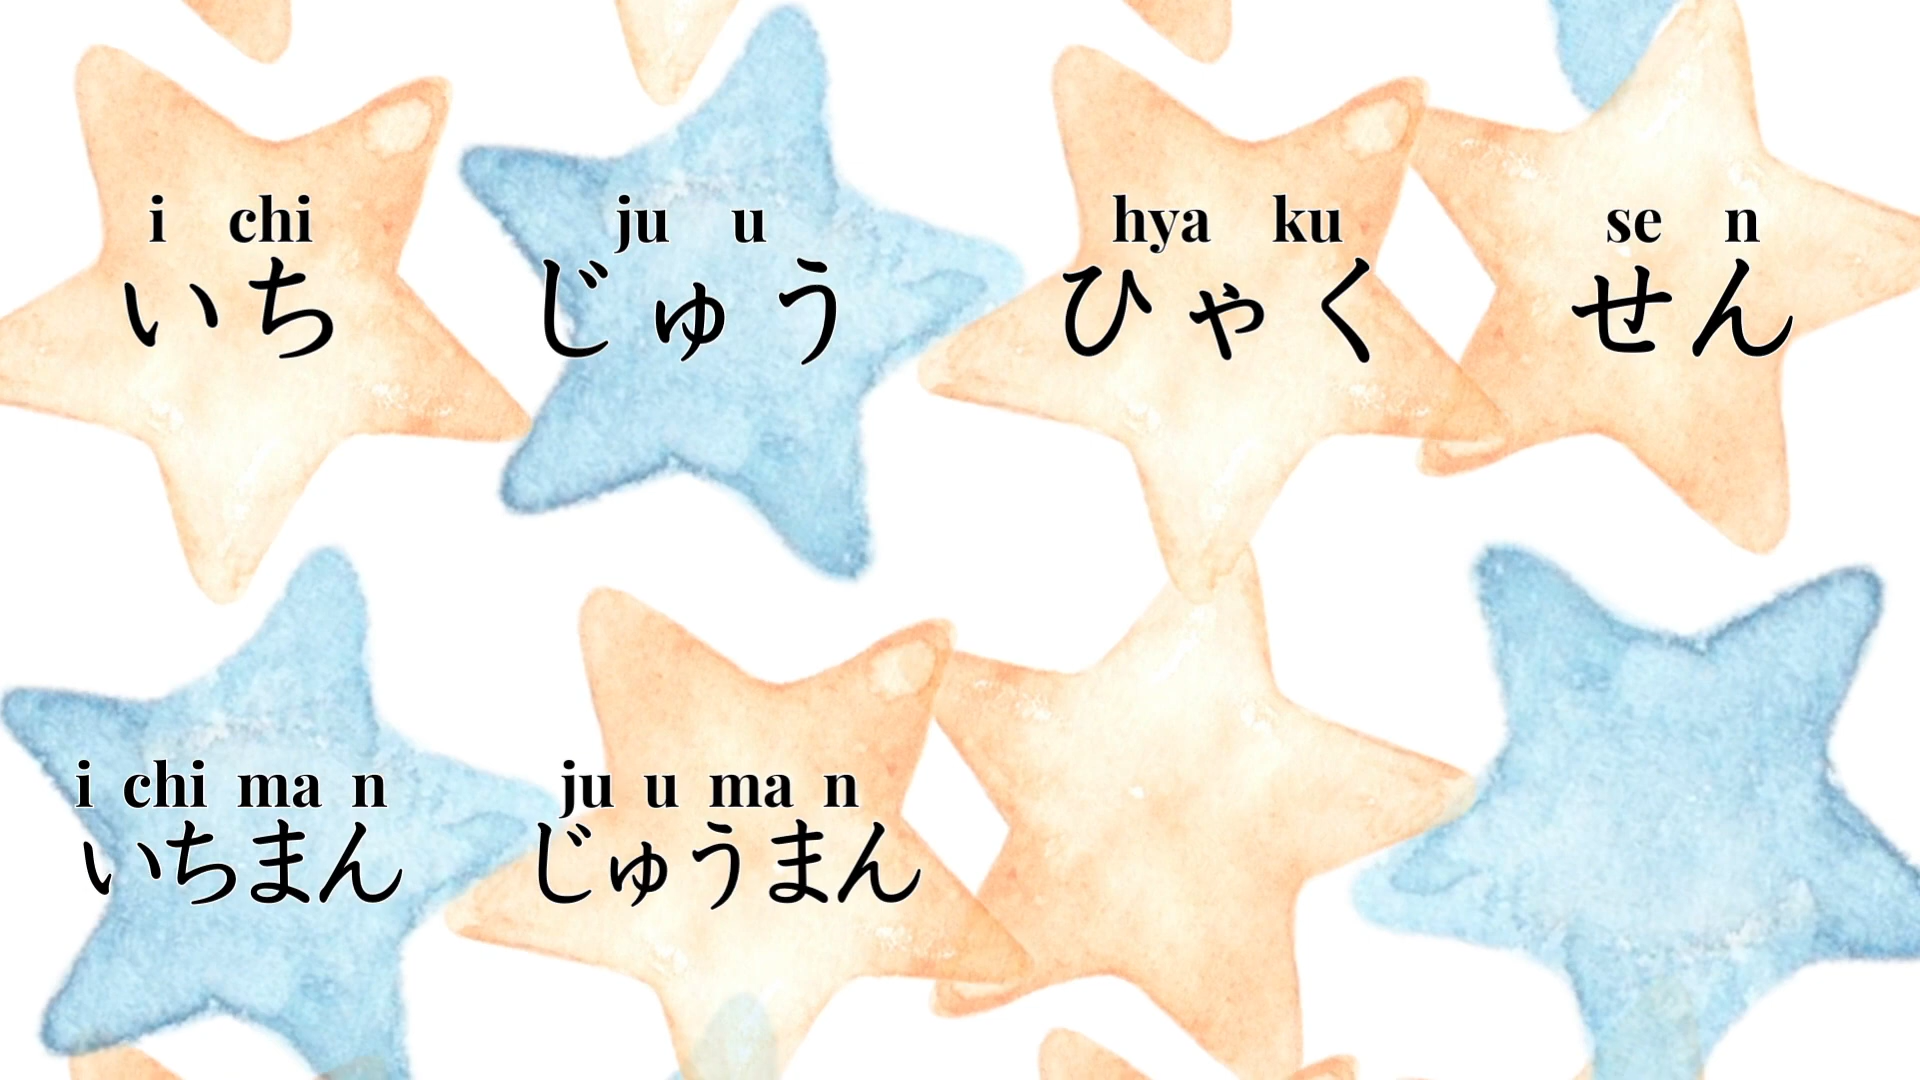 i chi ju u hya ku se n
いち じゅう ひゃく せん
i chi ma n ju u ma n
いちまん じゅうまん